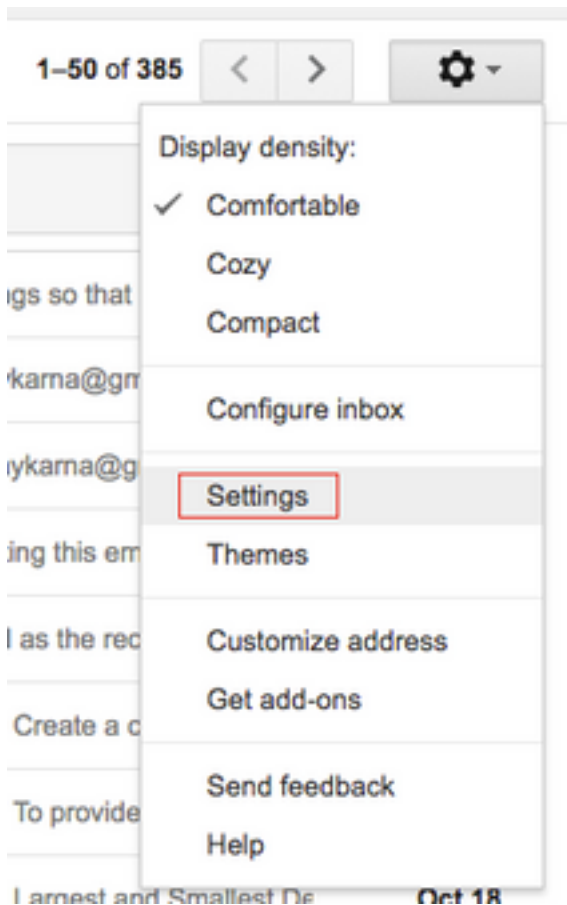 1–50 of 385
Display density:
Comfortable
Cozy
ngs so that
Compact
ykarna@gm
Configure inbox
ykarna@g
Settings
Themes
ting this em
Customize address
as the rec
Get add-ons
Create a c
Send feedback
To provide
Help
Largest and Smallest De
Oct 18